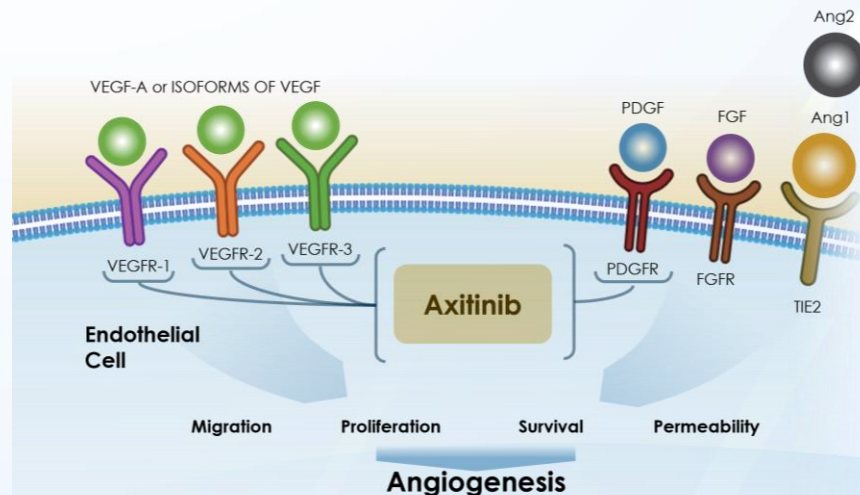 Ang2
VEGF-A or ISOFORMS OF VEGF
PDGF
FGF
Ang1
VEGFR-1
VEGFR-2
VEGFR-3
Axitinib
PDGFR
FGFR
TIE2
Endothelial
Cell
Migration
Proliferation
Survival
Permeability
Angiogenesis